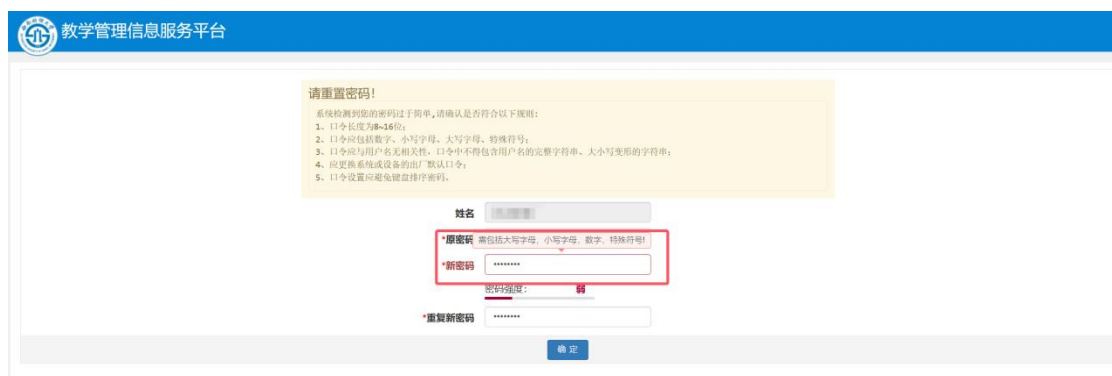 教学管理信息服务平台
请重置密码!
系统检测到您的密码过于简单,请确认是否符合以下规则:
1、口令长度为8~16位;
2、口令应包括数字、小写字母、大写字母、特殊符号;
3、口令应与用户名无相关性,口令中不得包含用户名的完整字符串、大小写变形的字符串;
4、应更换系统或设备的出厂默认口令;
5、口令设置应避免键盘排序密码。
姓名
*原密码 需包括大写字母, 小写字母, 数字, 特殊符号!
*新密码 ••••••••
密码强度: 弱
*重复新密码 ••••••••
确 定